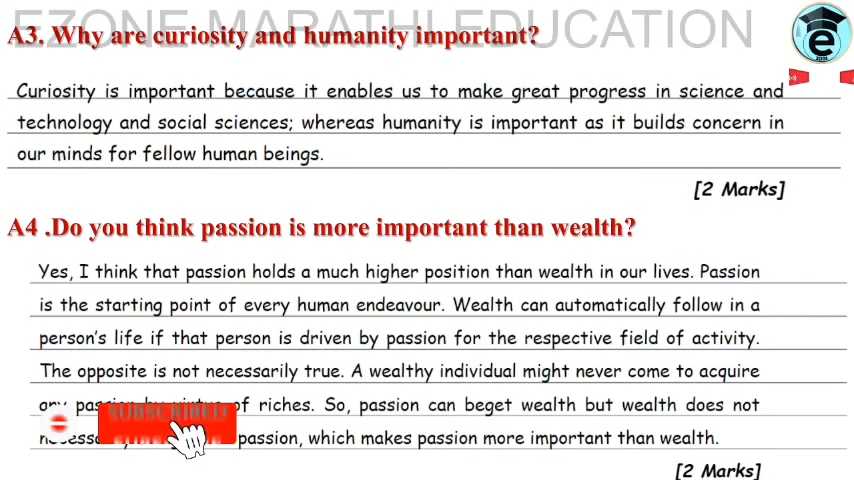 EZONE MARATHI EDUCATION
A3. Why are curiosity and humanity important?
e
ZONE
Curiosity is important because it enables us to make great progress in science and
technology and social sciences; whereas humanity is important as it builds concern in
our minds for fellow human beings.
[2 Marks]
A4 .Do you think passion is more important than wealth?
Yes, I think that passion holds a much higher position than wealth in our lives. Passion
is the starting point of every human endeavour. Wealth can automatically follow in a
person's life if that person is driven by passion for the respective field of activity.
The opposite is not necessarily true. A wealthy individual might never come to acquire
any passion by virtue of riches. So, passion can beget wealth but wealth does not
SUBSCRIBED
passion, which makes passion more important than wealth.
[2 Marks]